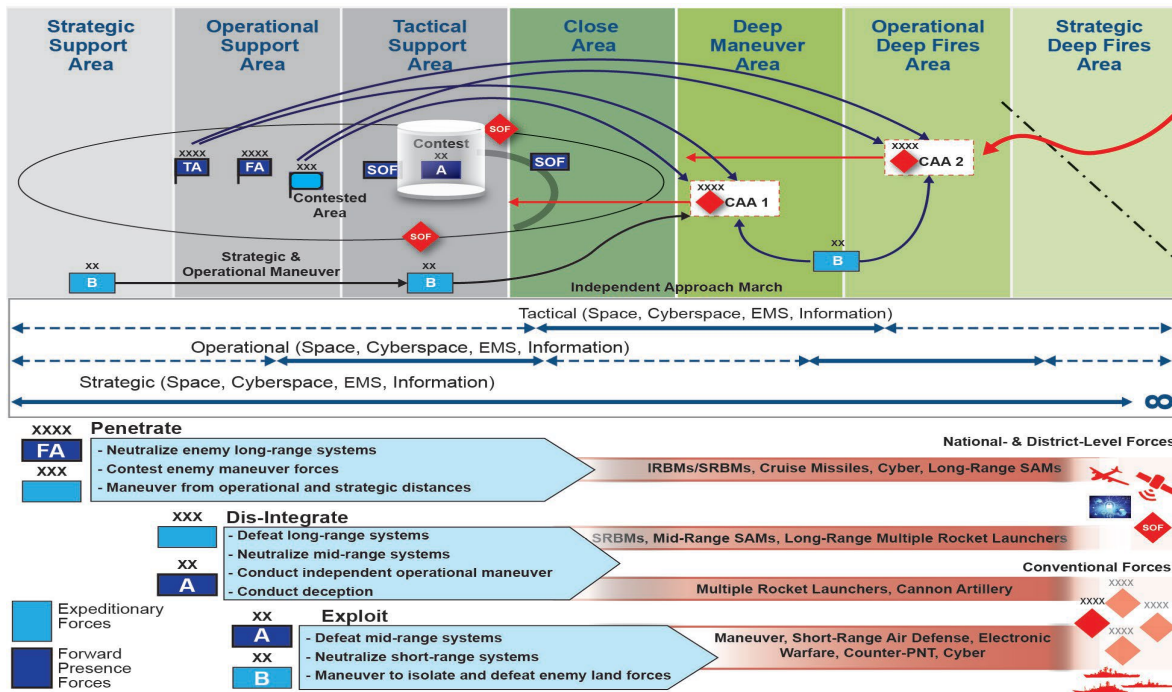 Strategic
Support
Area
Operational
Support
Area
Tactical
Support
Area
Close
Area
Deep
Maneuver
Area
Operational
Deep Fires
Area
Strategic
Deep Fires
Area
xxxx
TA
xxxx
FA
xxx
Contested
Area
SOF
Contest
xx
A
SOF
SOF
SOF
xxxx
CAA 1
xxxx
CAA 2
xx
B
Strategic &
Operational Maneuver
xx
B
xx
B
Independent Approach March
Tactical (Space, Cyberspace, EMS, Information)
Operational (Space, Cyberspace, EMS, Information)
Strategic (Space, Cyberspace, EMS, Information)
∞
xxxx
FA
xxx
Penetrate
- Neutralize enemy long-range systems
- Contest enemy maneuver forces
- Maneuver from operational and strategic distances
National- & District-Level Forces
IRBMs/SRBMs, Cruise Missiles, Cyber, Long-Range SAMs
SOF
xxx
xx
A
Dis-Integrate
- Defeat long-range systems
- Neutralize mid-range systems
- Conduct independent operational maneuver
- Conduct deception
SRBMs, Mid-Range SAMs, Long-Range Multiple Rocket Launchers
Conventional Forces
Multiple Rocket Launchers, Cannon Artillery
xxxx
xxxx
xxxx
xxxx
xx
A
xx
B
Exploit
- Defeat mid-range systems
- Neutralize short-range systems
- Maneuver to isolate and defeat enemy land forces
Maneuver, Short-Range Air Defense, Electronic
Warfare, Counter-PNT, Cyber
Expeditionary
Forces
Forward
Presence
Forces